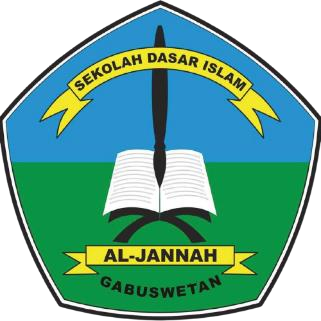 SEKOLAH DASAR ISLAM
AL-JANNAH
GABUSWETAN